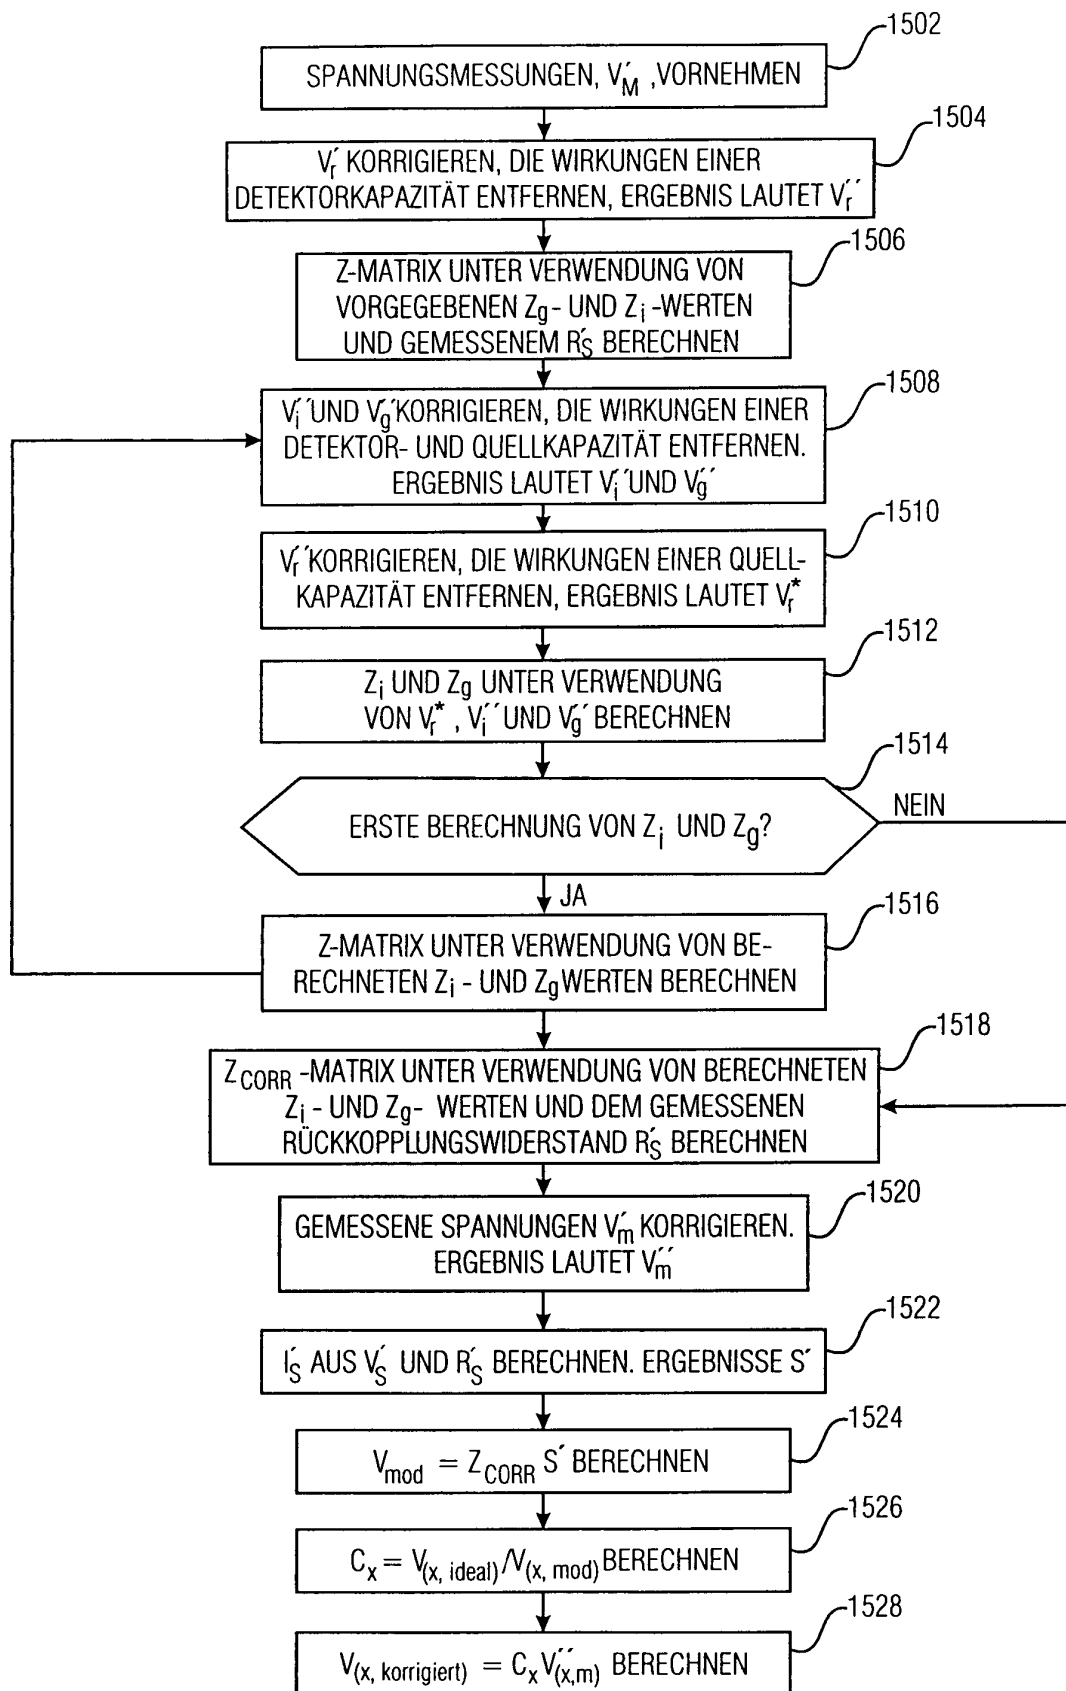 1502
SPANNUNGSMESSUNGEN, V´M ,VORNEHMEN
1504
V´r KORRIGIEREN, DIE WIRKUNGEN EINER
DETEKTORKAPAZITÄT ENTFERNEN, ERGEBNIS LAUTET V´´r
1506
Z-MATRIX UNTER VERWENDUNG VON
VORGEGEBENEN Zg- UND Zi -WERTEN
UND GEMESSENEM R´S BERECHNEN
1508
V´´i UND V´g KORRIGIEREN, DIE WIRKUNGEN EINER
DETEKTOR- UND QUELLKAPAZITÄT ENTFERNEN.
ERGEBNIS LAUTET V´´i UND V´´g
1510
V´´r KORRIGIEREN, DIE WIRKUNGEN EINER QUELL-
KAPAZITÄT ENTFERNEN, ERGEBNIS LAUTET Vr*
1512
Zi UND Zg UNTER VERWENDUNG
VON Vr* , V´´i UND V´´g BERECHNEN
1514
ERSTE BERECHNUNG VON Zi UND Zg?
NEIN
JA
1516
Z-MATRIX UNTER VERWENDUNG VON BE-
RECHNETEN Zi - UND Zg WERTEN BERECHNEN
1518
ZCORR -MATRIX UNTER VERWENDUNG VON BERECHNETEN
Zi - UND Zg- WERTEN UND DEM GEMESSENEN
RÜCKKOPPLUNGSWIDERSTAND R´S BERECHNEN
1520
GEMESSENE SPANNUNGEN V´m KORRIGIEREN.
ERGEBNIS LAUTET V´´m
1522
I´S AUS V´S UND R´S BERECHNEN. ERGEBNISSE S´
1524
Vmod = ZCORR S´ BERECHNEN
1526
Cx = V(x, ideal)/V(x, mod) BERECHNEN
1528
V(x, korrigiert) = Cx V´´(x,m) BERECHNEN